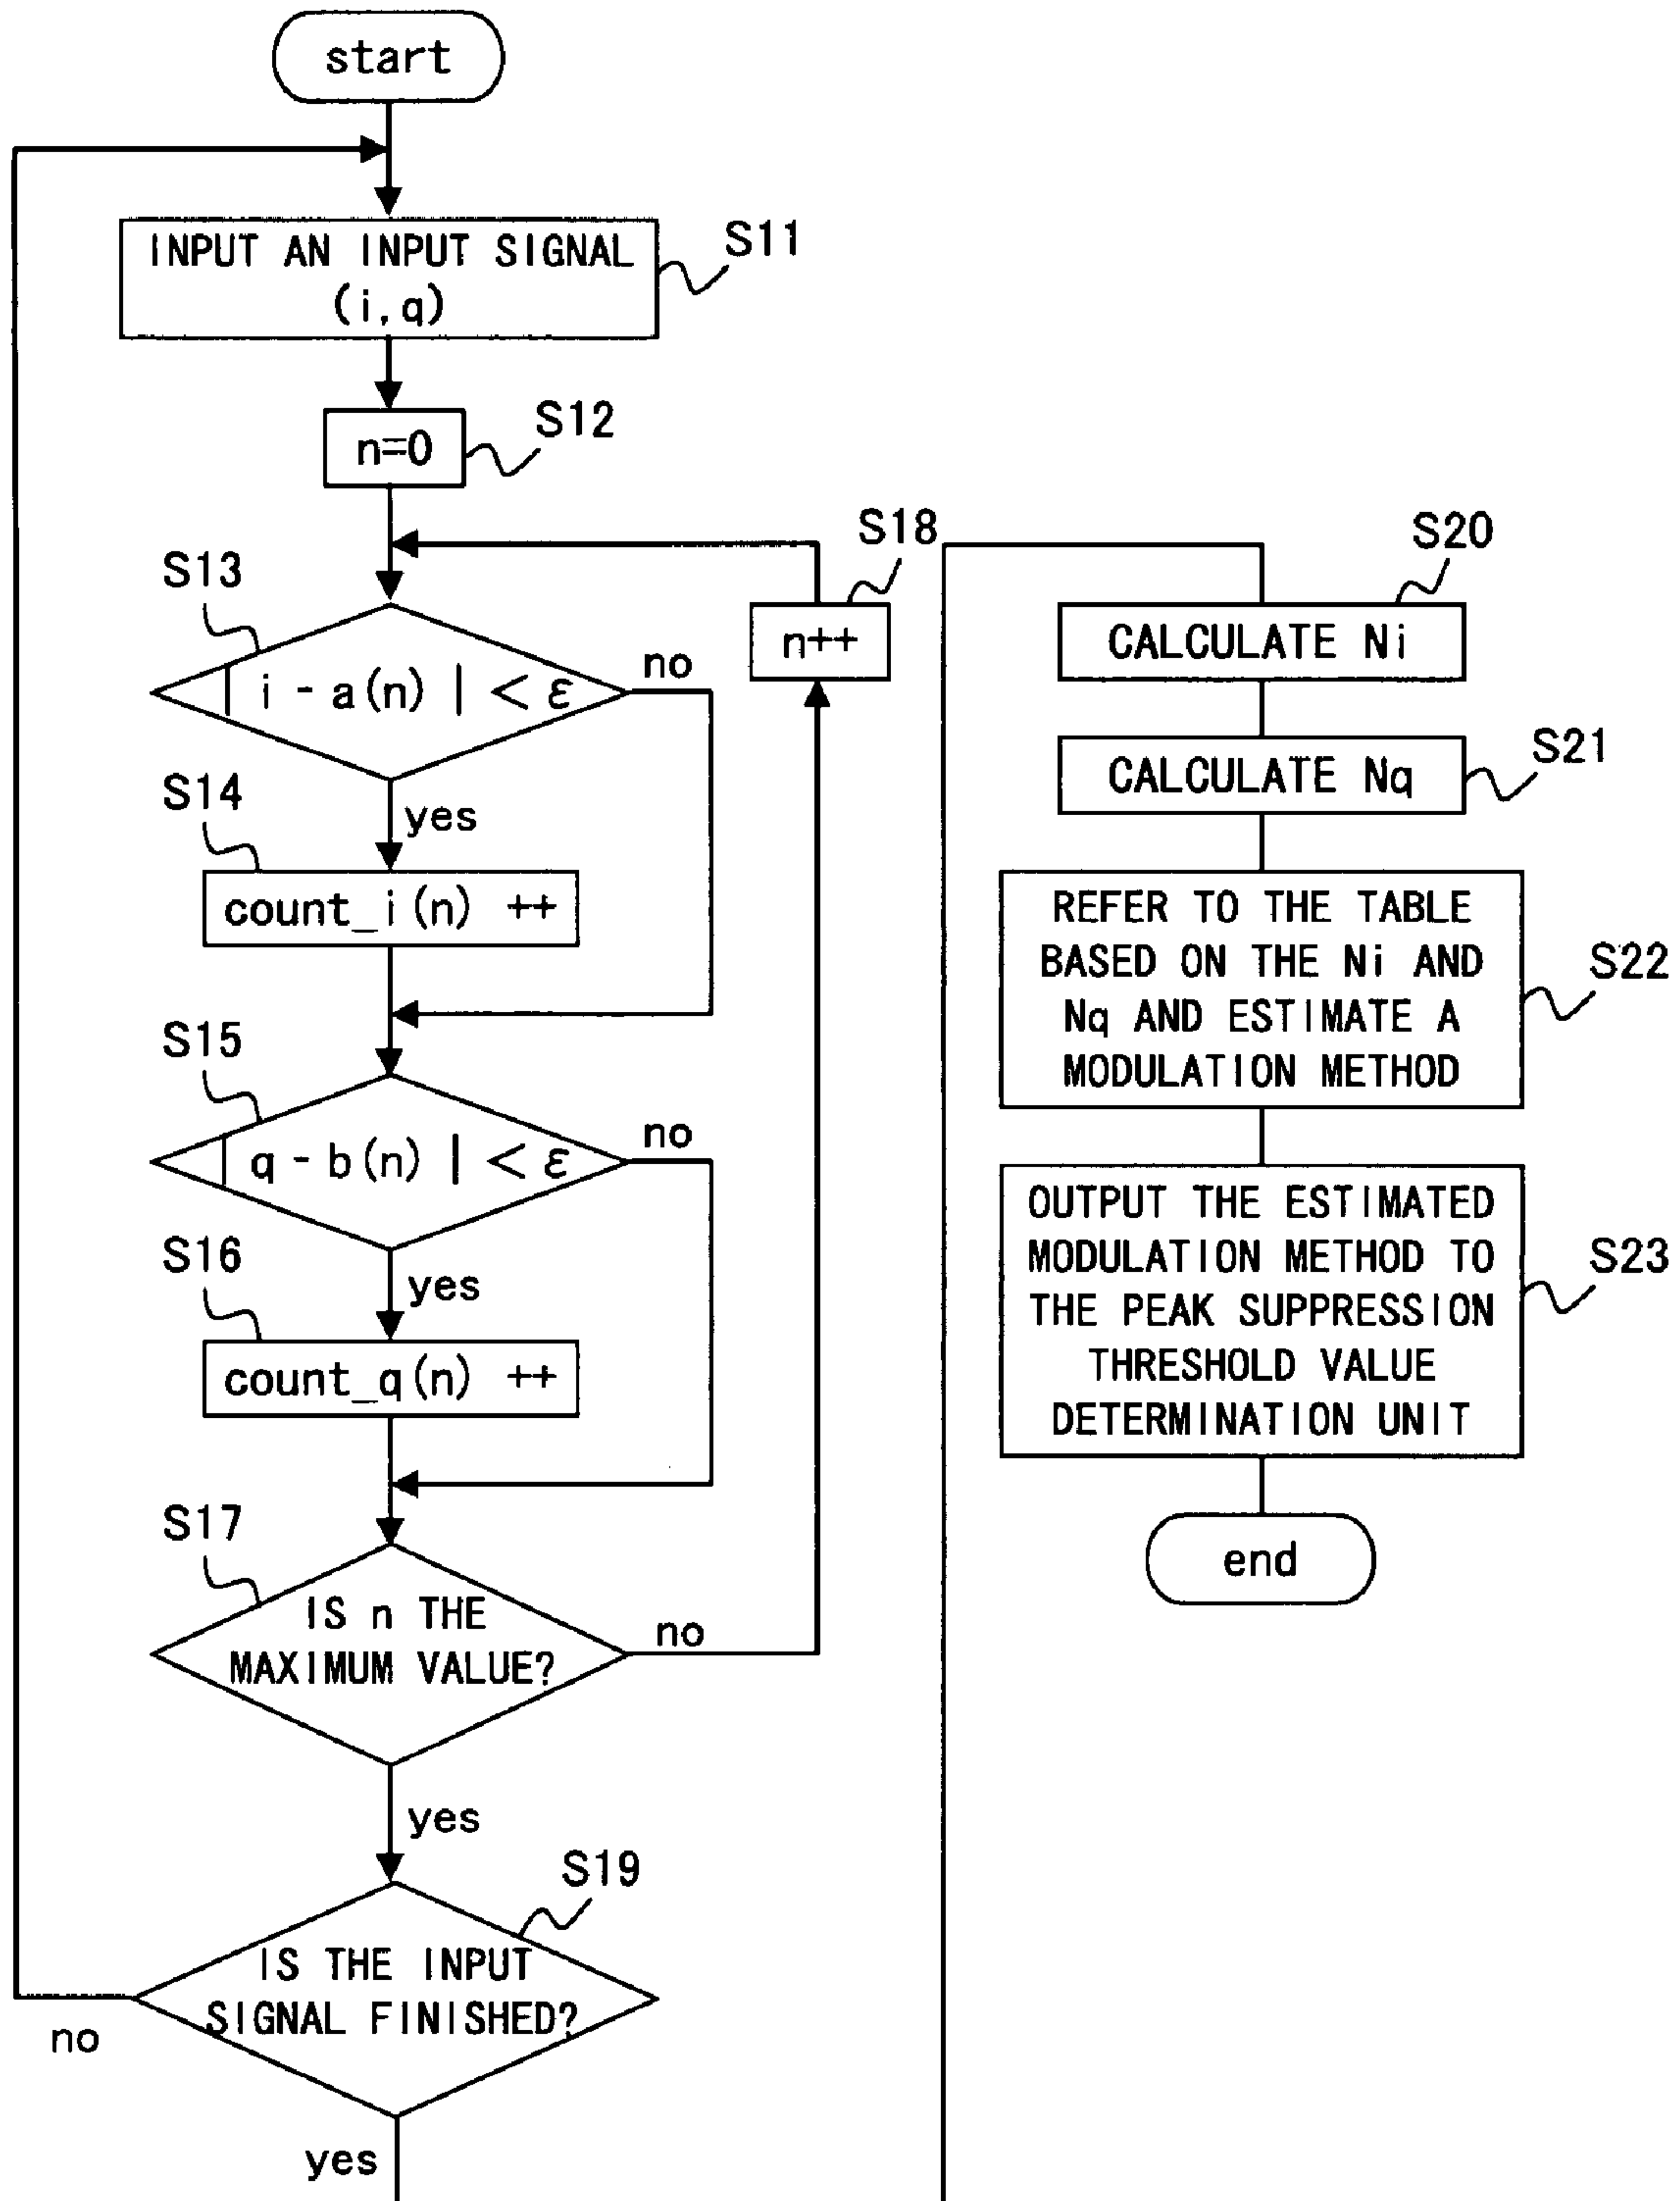 start
INPUT AN INPUT SIGNAL
(i,q)
S11
n=0
S12
S13
| i - a(n) | < ε
no
S18
n++
yes
S14
count_i(n) ++
S15
| q - b(n) | < ε
no
yes
S16
count_q(n) ++
S17
IS n THE
MAXIMUM VALUE?
no
yes
S19
IS THE INPUT
SIGNAL FINISHED?
no
yes
S20
CALCULATE Ni
S21
CALCULATE Nq
REFER TO THE TABLE
BASED ON THE Ni AND
Nq AND ESTIMATE A
MODULATION METHOD
S22
OUTPUT THE ESTIMATED
MODULATION METHOD TO
THE PEAK SUPPRESSION
THRESHOLD VALUE
DETERMINATION UNIT
S23
end